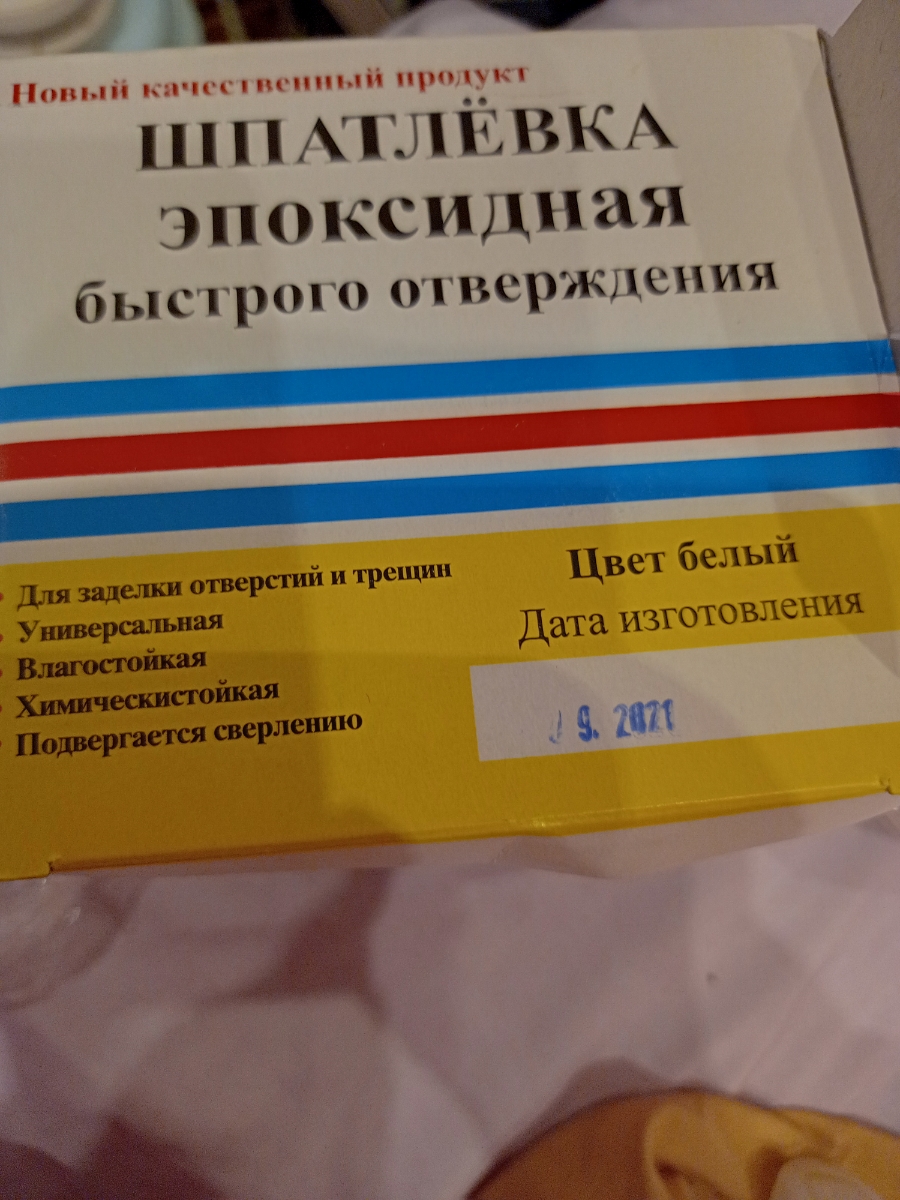 Новый качественный продукт
ШПАТЛЁВКА
эпоксидная
быстрого отверждения
Для заделки отверстий и трещин
Универсальная
Влагостойкая
Химическистойкая
Подвергается сверлению
Цвет белый
Дата изготовления
9. 2021